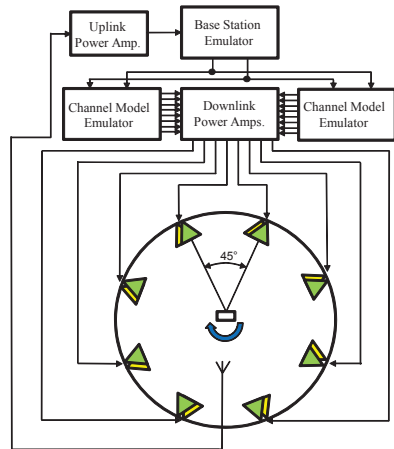 Uplink
Power Amp.
Base Station
Emulator
Channel Model
Emulator
Downlink
Power Amps.
Channel Model
Emulator
45°